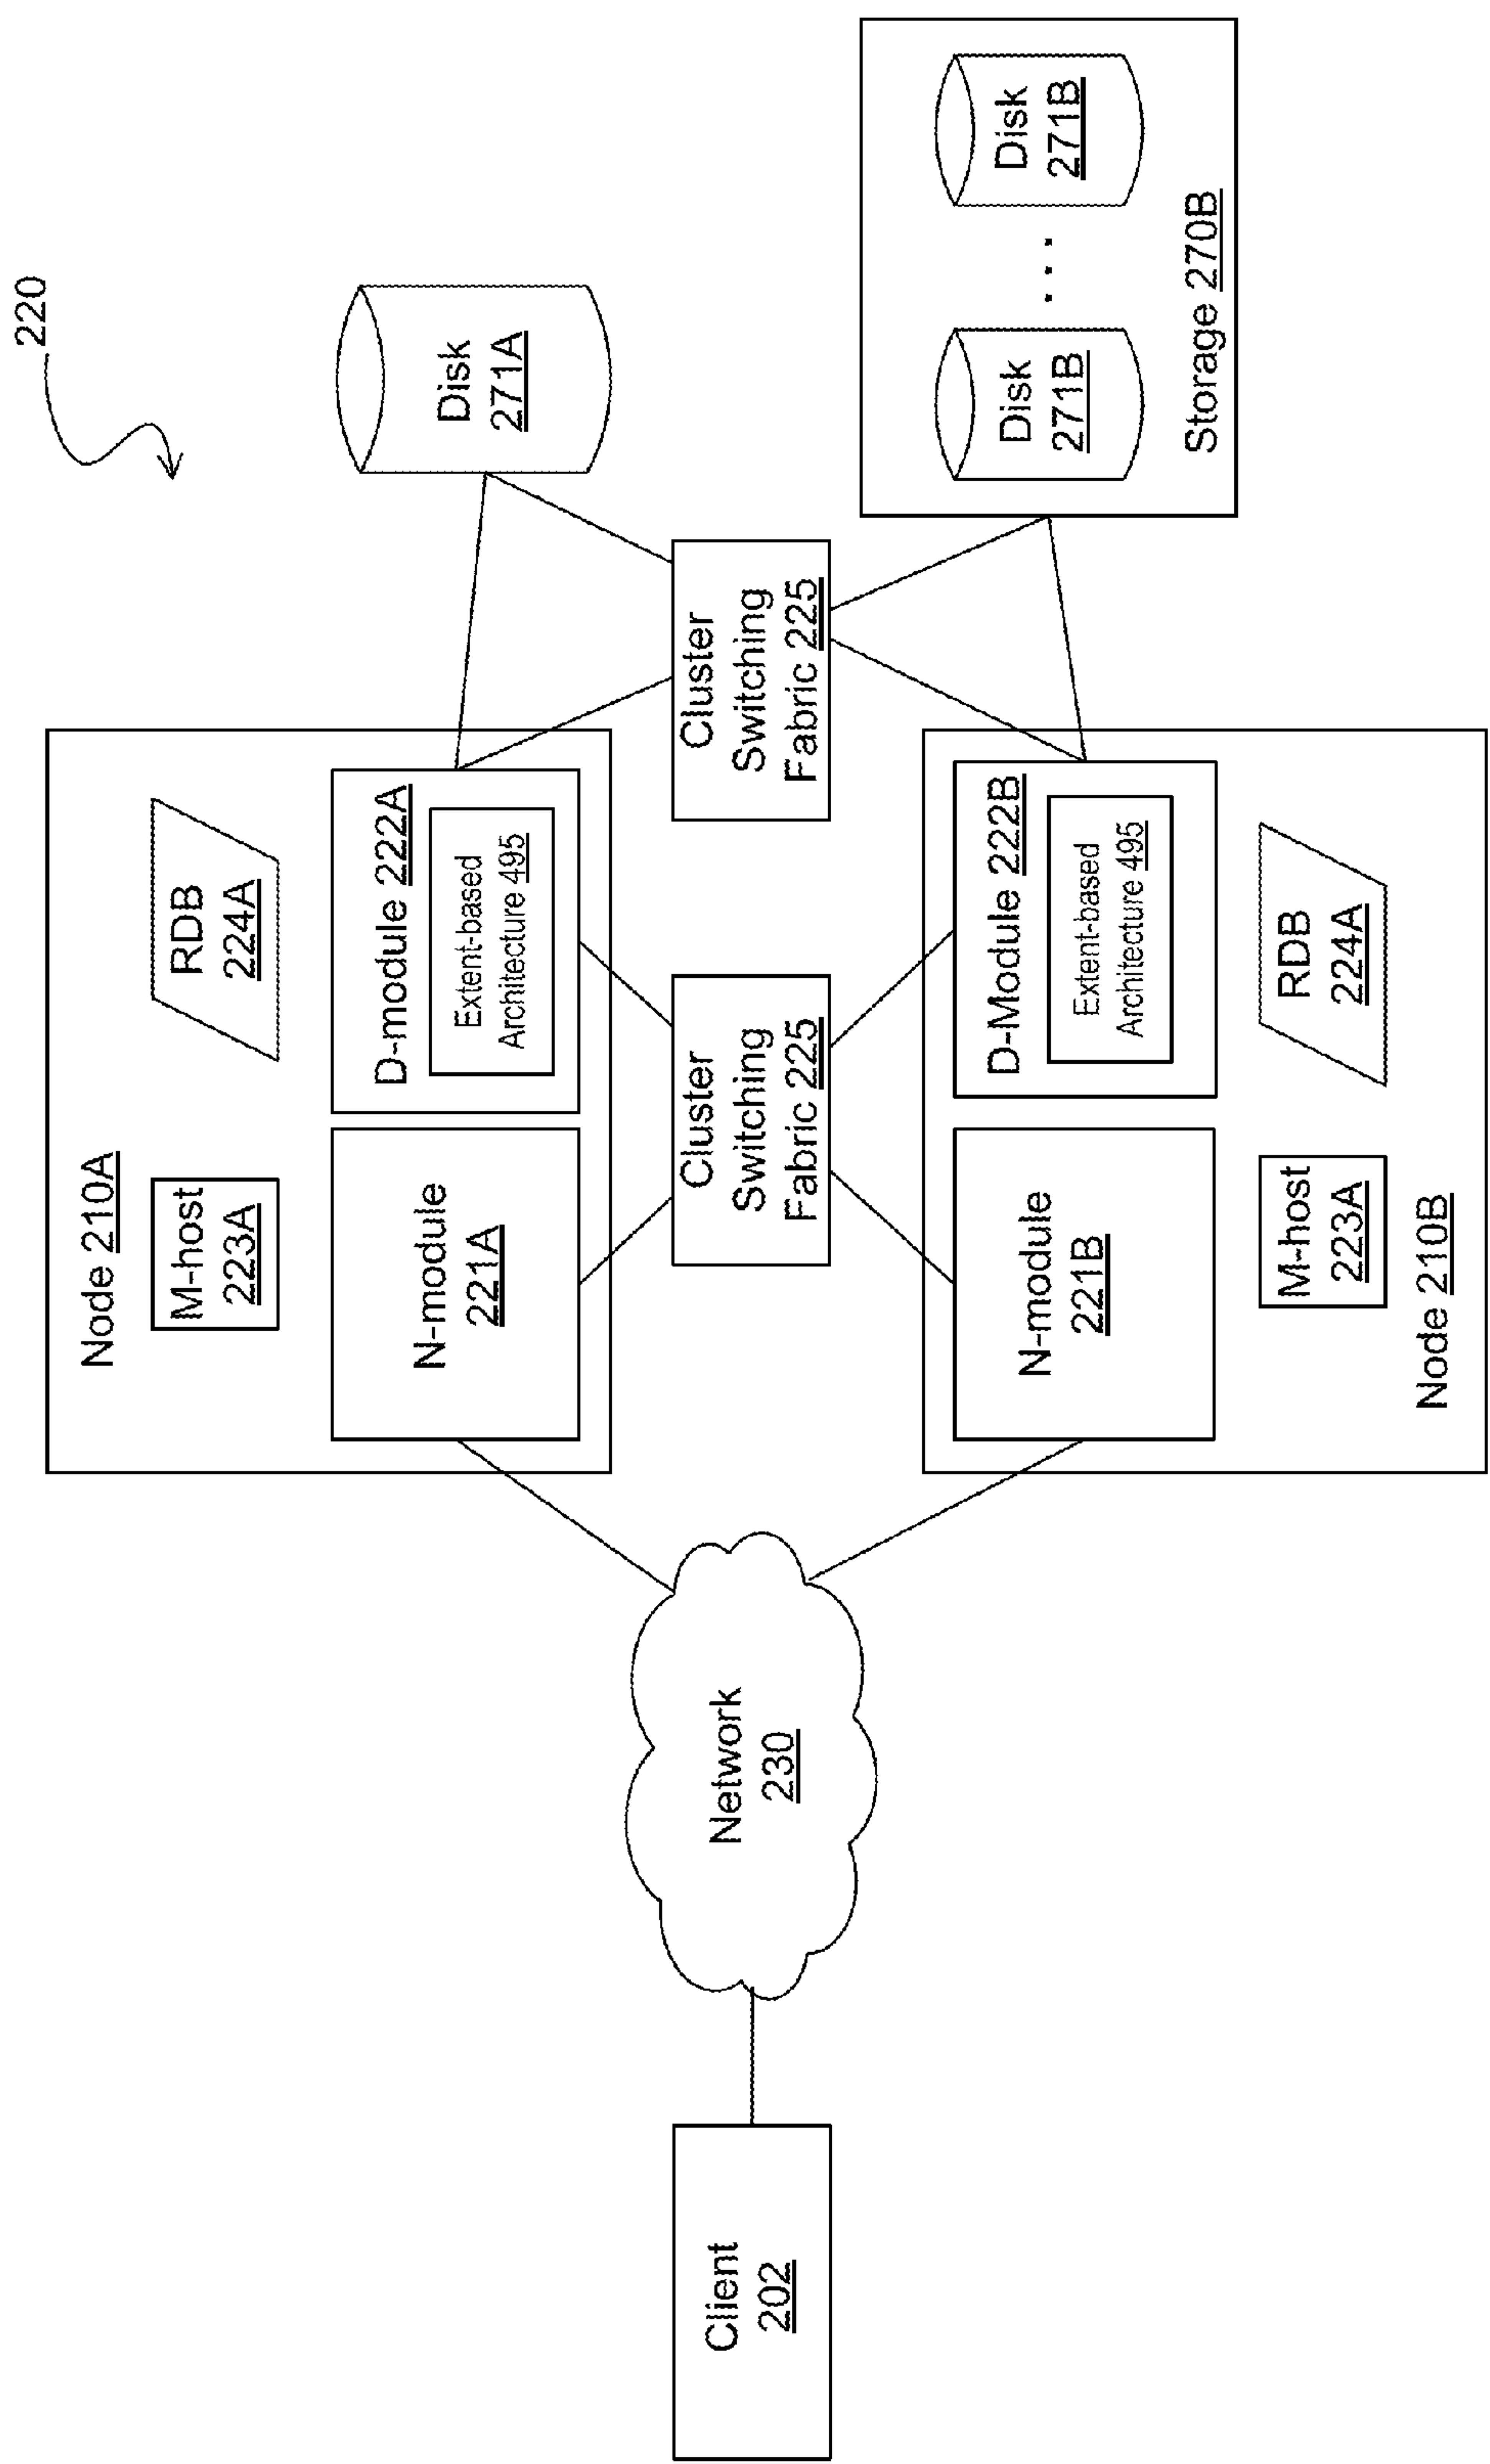 220
Node 210A
M-host
223A
RDB
224A
N-module
221A
D-module 222A
Extent-based
Architecture 495
Disk
271A
Client
202
Network
230
Cluster
Switching
Fabric 225
Cluster
Switching
Fabric 225
N-module
221B
D-Module 222B
Extent-based
Architecture 495
M-host
223A
RDB
224A
Node 210B
Disk
271B
. . .
Disk
271B
Storage 270B